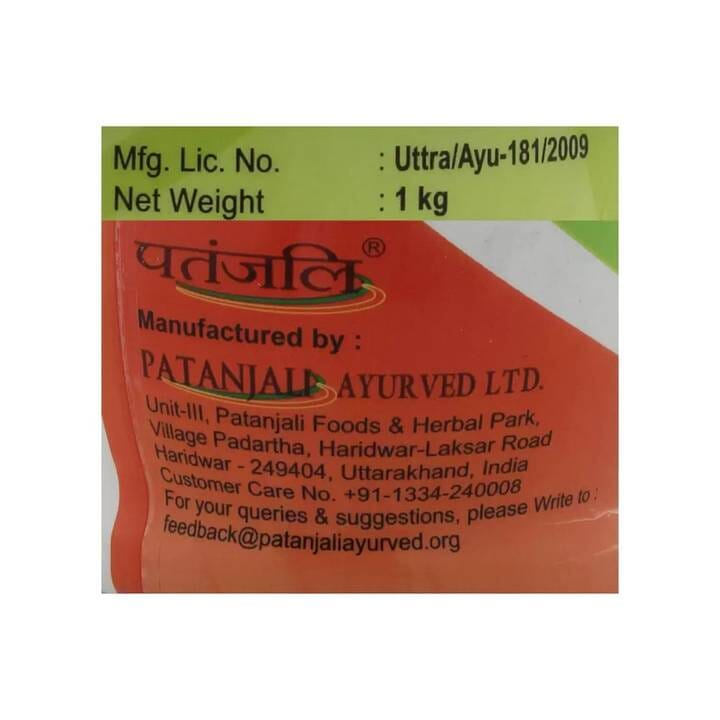 Mfg. Lic. No. : Uttra/Ayu-181/2009
Net Weight : 1 kg
पतंजलि®
Manufactured by :
PATANJALI AYURVED LTD.
Unit-III, Patanjali Foods & Herbal Park,
Village Padartha, Haridwar-Laksar Road
Haridwar - 249404, Uttarakhand, India
Customer Care No. +91-1334-240008
For your queries & suggestions, please Write to :
feedback@patanjaliayurved.org